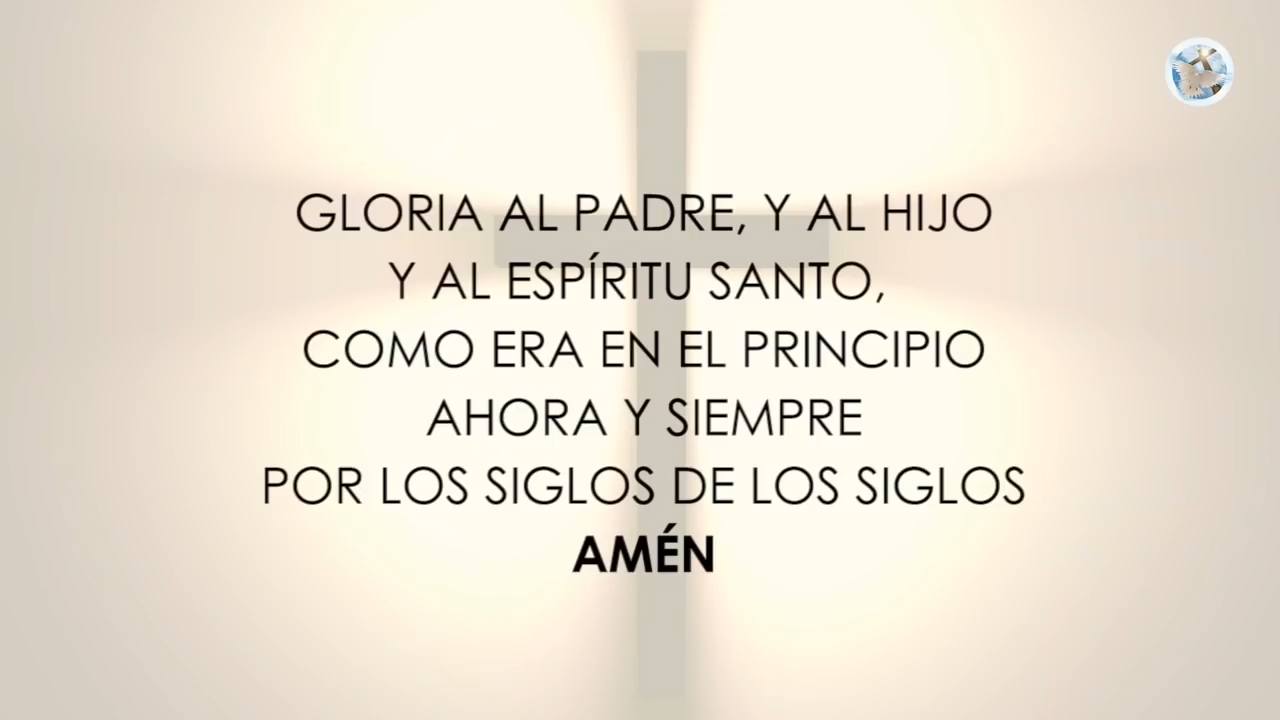 GLORIA AL PADRE, Y AL HIJO
Y AL ESPÍRITU SANTO,
COMO ERA EN EL PRINCIPIO
AHORA Y SIEMPRE
POR LOS SIGLOS DE LOS SIGLOS
AMÉN